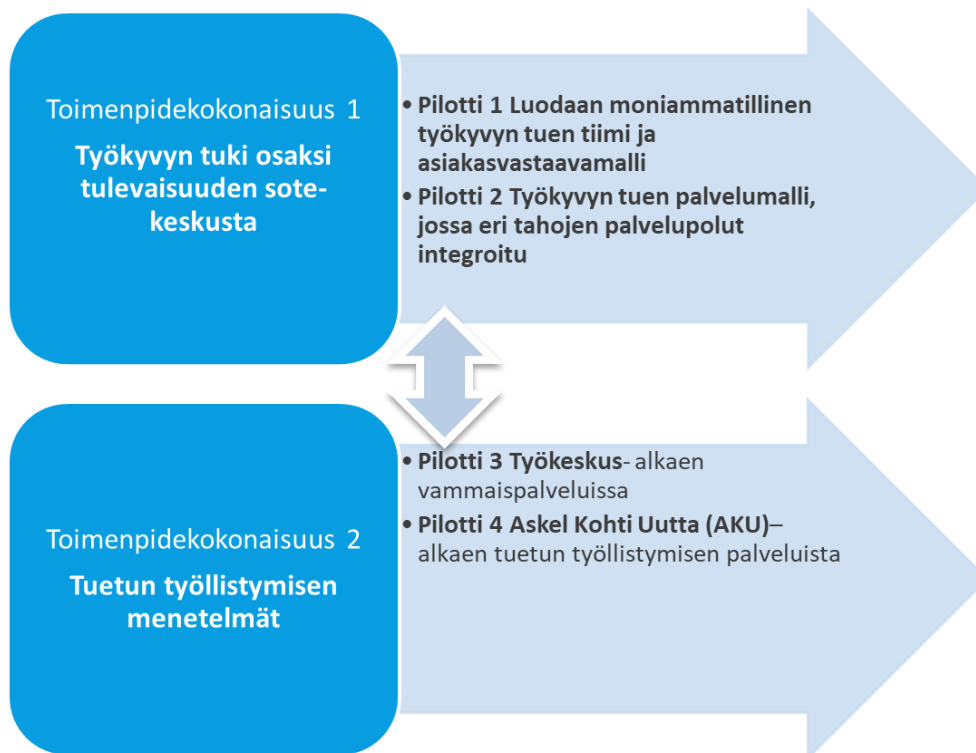 Toimenpidekokonaisuus 1
Työkyvyn tuki osaksi
tulevaisuuden sote-
keskusta
• Pilotti 1 Luodaan moniammatillinen
työkyvyn tuen tiimi ja
asiakasvastaavamalli
• Pilotti 2 Työkyvyn tuen palvelumalli,
jossa eri tahojen palvelupolut
integroitu
Toimenpidekokonaisuus 2
Tuetun työllistymisen
menetelmät
• Pilotti 3 Työkeskus- alkaen
vammaispalveluissa
• Pilotti 4 Askel Kohti Uutta (AKU)–
alkaen tuetun työllistymisen palveluista